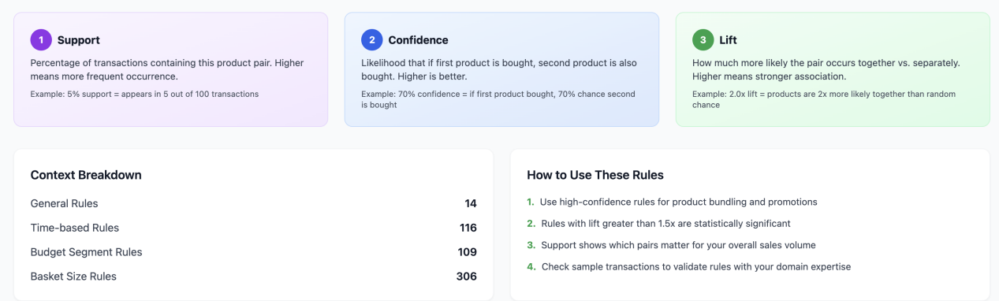 1 Support
Percentage of transactions containing this product pair. Higher
means more frequent occurrence.
Example: 5% support = appears in 5 out of 100 transactions
2 Confidence
Likelihood that if first product is bought, second product is also
bought. Higher is better.
Example: 70% confidence = if first product bought, 70% chance second
is bought
3 Lift
How much more likely the pair occurs together vs. separately.
Higher means stronger association.
Example: 2.0x lift = products are 2x more likely together than random
chance
Context Breakdown
General Rules 14
Time-based Rules 116
Budget Segment Rules 109
Basket Size Rules 306
How to Use These Rules
1. Use high-confidence rules for product bundling and promotions
2. Rules with lift greater than 1.5x are statistically significant
3. Support shows which pairs matter for your overall sales volume
4. Check sample transactions to validate rules with your domain expertise